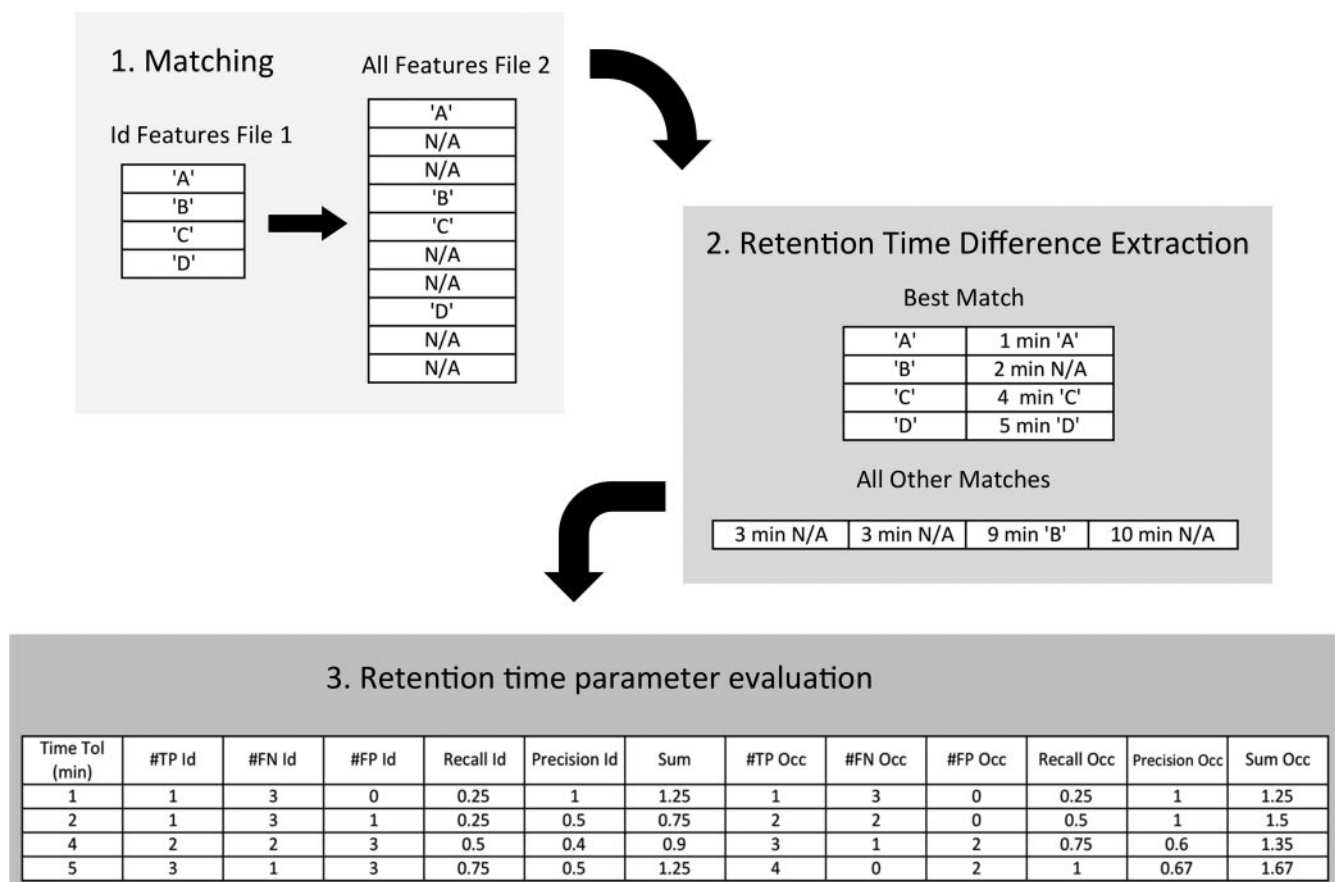 1. Matching
Id Features File 1
'A'
'B'
'C'
'D'
All Features File 2
'A'
N/A
N/A
'B'
'C'
N/A
N/A
'D'
N/A
N/A
2. Retention Time Difference Extraction
Best Match
'A' 1 min 'A'
'B' 2 min N/A
'C' 4 min 'C'
'D' 5 min 'D'
All Other Matches
3 min N/A 3 min N/A 9 min 'B' 10 min N/A
3. Retention time parameter evaluation
Time Tol (min) #TP Id #FN Id #FP Id Recall Id Precision Id Sum #TP Occ #FN Occ #FP Occ Recall Occ Precision Occ Sum Occ
1 1 3 0 0.25 1 1.25 1 3 0 0.25 1 1.25
2 1 3 1 0.25 0.5 0.75 2 2 0 0.5 1 1.5
4 2 2 3 0.5 0.4 0.9 3 1 2 0.75 0.6 1.35
5 3 1 3 0.75 0.5 1.25 4 0 2 1 0.67 1.67